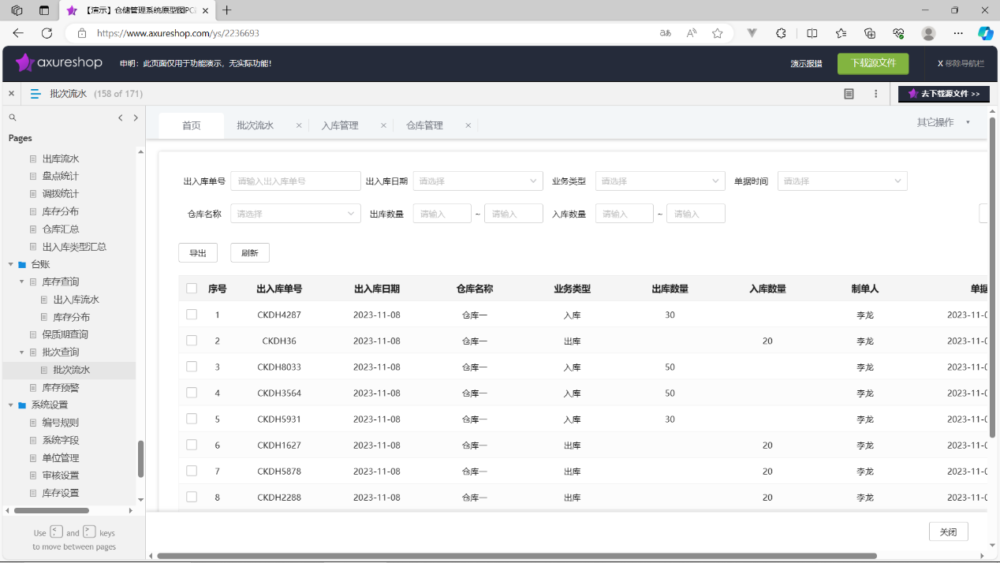 【演示】仓储管理系统原型图PC
https://www.axureshop.com/ys/2236693
axureshop
申明：此页面仅用于功能演示，无实际功能！
演示报错
下载源文件
X 移除导航栏
批次流水 (158 of 171)
去下载源文件 >>
Pages
出库流水
盘点统计
调拨统计
库存分布
仓库汇总
出入库类型汇总
台账
库存查询
出入库流水
库存分布
保质期查询
批次查询
批次流水
库存预警
系统设置
编号规则
系统字段
单位管理
审核设置
库存设置
Use < and > keys
to move between pages
首页 批次流水 入库管理 仓库管理 其它操作
出入库单号 请输入出入库单号 出入库日期 请选择 业务类型 请选择 单据时间 请选择
仓库名称 请选择 出库数量 请输入 ~ 请输入 入库数量 请输入 ~ 请输入
导出 刷新
序号 出入库单号 出入库日期 仓库名称 业务类型 出库数量 入库数量 制单人 单据
1 CKDH4287 2023-11-08 仓库一 入库 30 李龙 2023-11-0
2 CKDH36 2023-11-08 仓库一 出库 20 李龙 2023-11-0
3 CKDH8033 2023-11-08 仓库一 入库 50 李龙 2023-11-0
4 CKDH3564 2023-11-08 仓库一 入库 50 李龙 2023-11-0
5 CKDH5931 2023-11-08 仓库一 入库 30 李龙 2023-11-0
6 CKDH1627 2023-11-08 仓库一 出库 20 李龙 2023-11-0
7 CKDH5878 2023-11-08 仓库一 出库 20 李龙 2023-11-0
8 CKDH2288 2023-11-08 仓库一 出库 20 李龙 2023-11-0
关闭